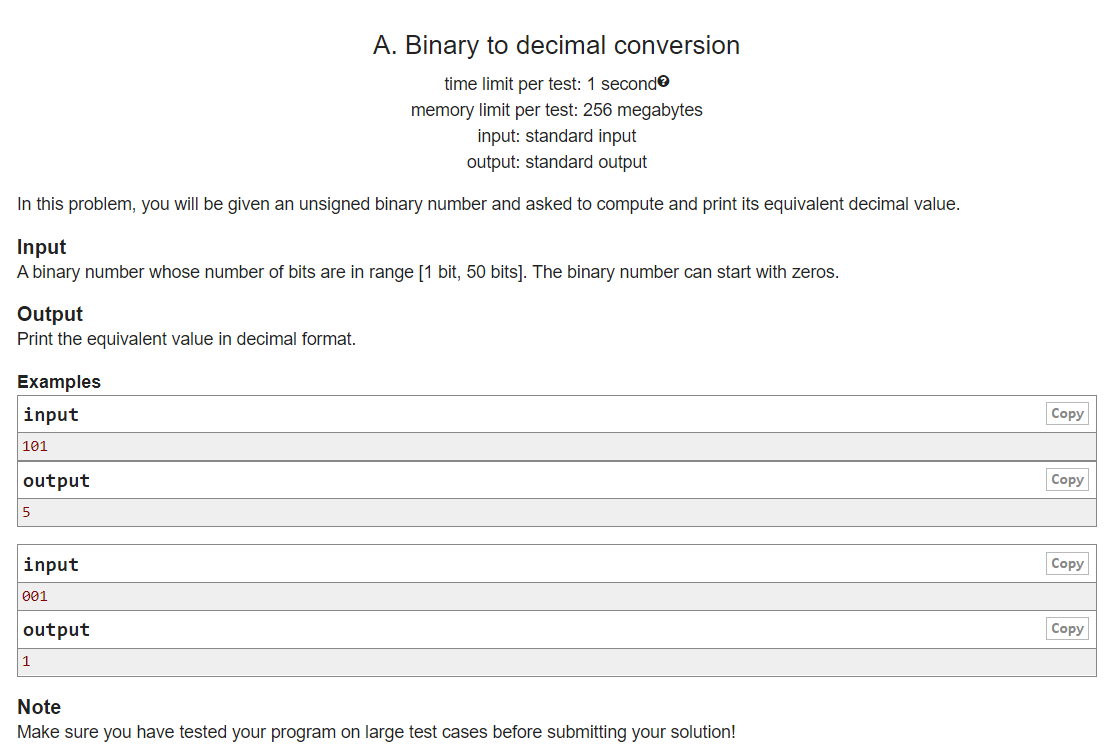 A. Binary to decimal conversion
time limit per test: 1 second?
memory limit per test: 256 megabytes
input: standard input
output: standard output
In this problem, you will be given an unsigned binary number and asked to compute and print its equivalent decimal value.
Input
A binary number whose number of bits are in range [1 bit, 50 bits]. The binary number can start with zeros.
Output
Print the equivalent value in decimal format.
Examples
input Copy
101
output Copy
5
input Copy
001
output Copy
1
Note
Make sure you have tested your program on large test cases before submitting your solution!